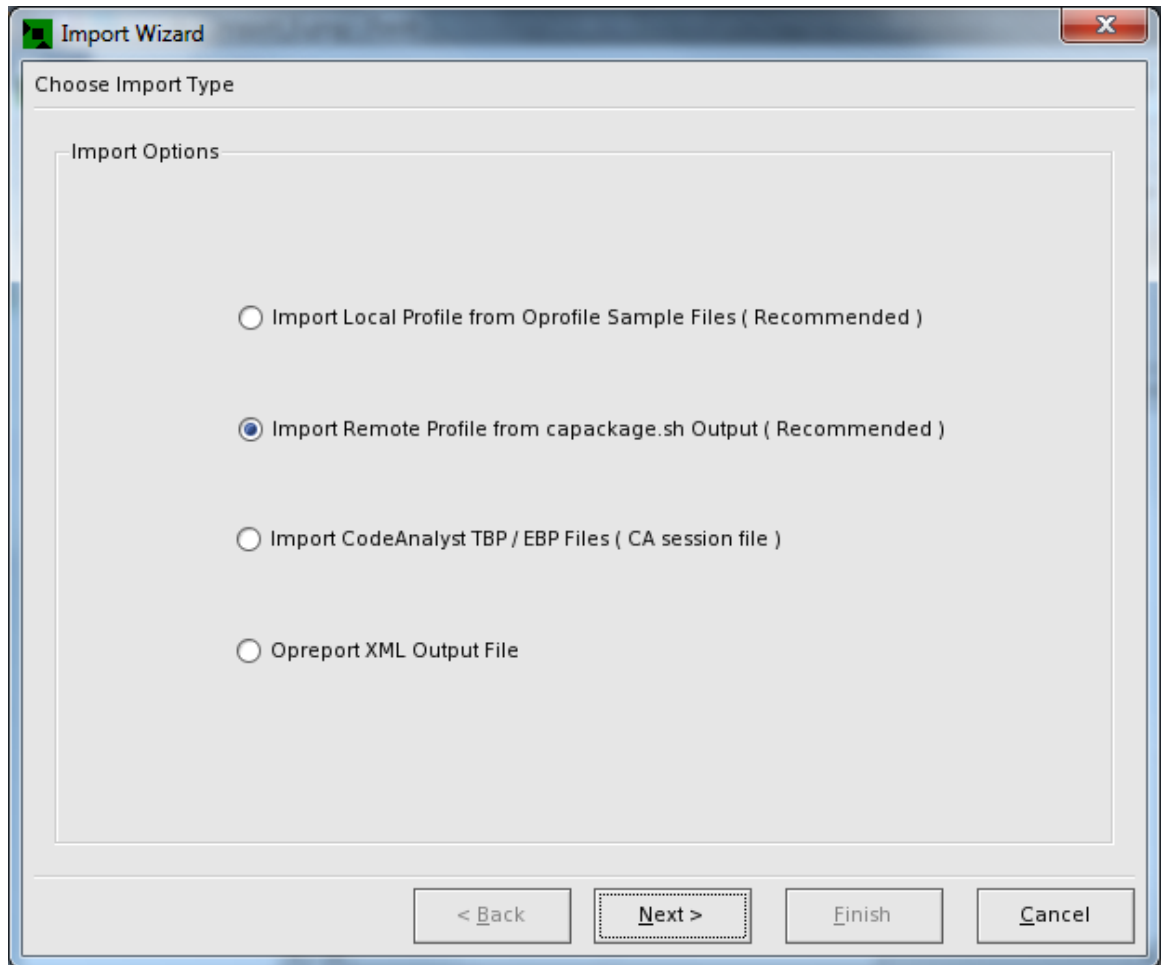 Import Wizard
Choose Import Type
Import Options
Import Local Profile from Oprofile Sample Files ( Recommended )
Import Remote Profile from capackage.sh Output ( Recommended )
Import CodeAnalyst TBP / EBP Files ( CA session file )
Opreport XML Output File
< Back Next > Finish Cancel